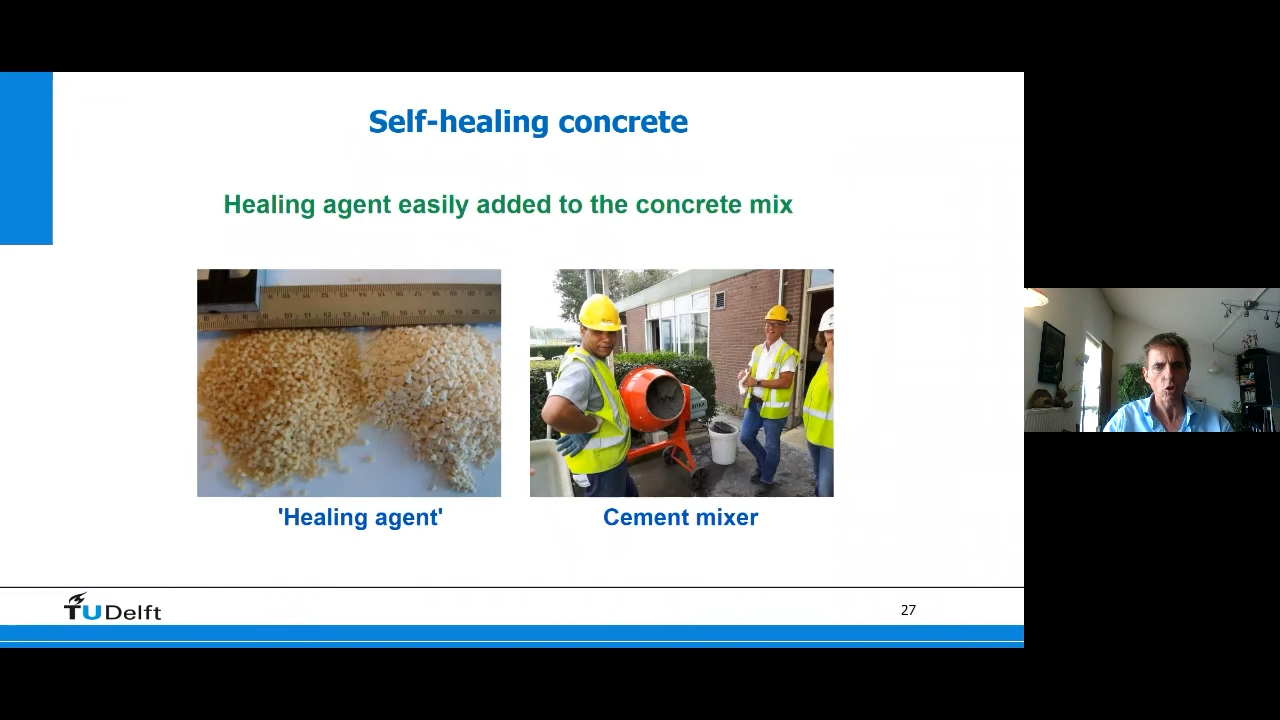 Self-healing concrete
Healing agent easily added to the concrete mix
'Healing agent'
Cement mixer
TU Delft
27